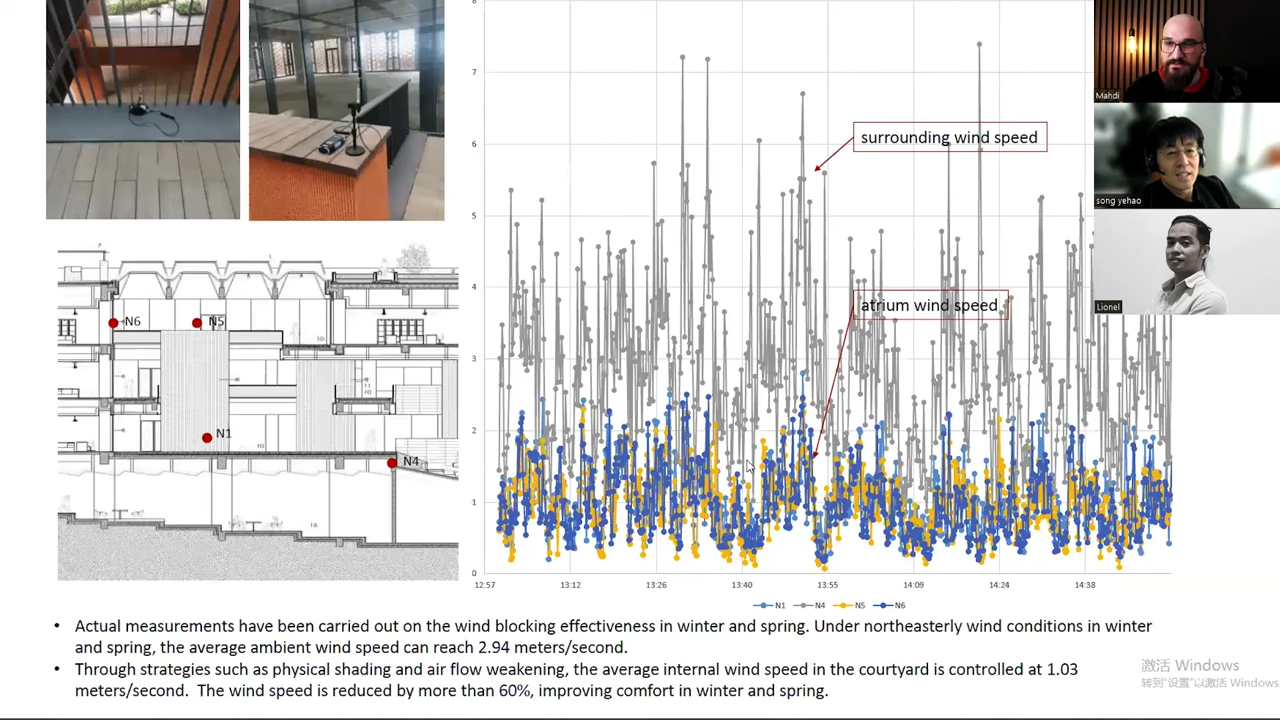 8
7
6
5
4
3
2
1
0
surrounding wind speed
atrium wind speed
12:57 13:12 13:26 13:40 13:55 14:09 14:24 14:38
N1 N4 N5 N6
N6
N5
N1
N4
Mahdi
song yehao
Lionel
• Actual measurements have been carried out on the wind blocking effectiveness in winter and spring. Under northeasterly wind conditions in winter
and spring, the average ambient wind speed can reach 2.94 meters/second.
• Through strategies such as physical shading and air flow weakening, the average internal wind speed in the courtyard is controlled at 1.03
meters/second. The wind speed is reduced by more than 60%, improving comfort in winter and spring.
激活 Windows
转到"设置"以激活 Windows